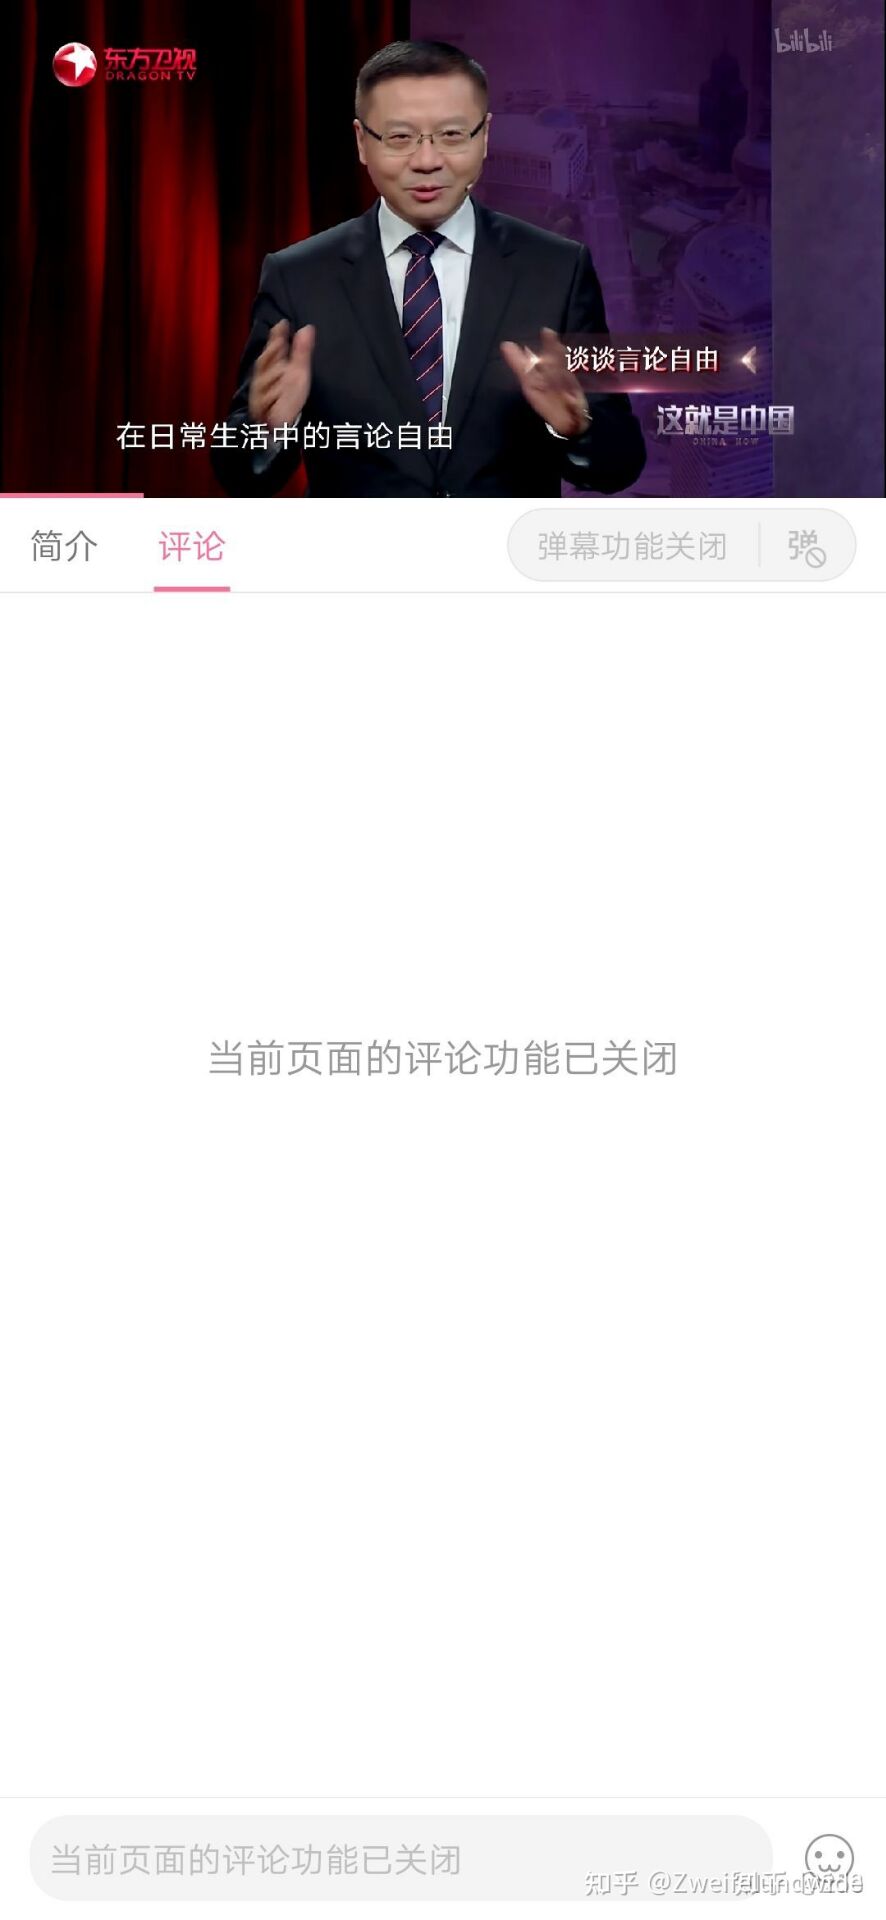 东方卫视
DRAGON TV
bilibili
谈谈言论自由
这就是中国
CHINA NOW
在日常生活中的言论自由
简介
评论
弹幕功能关闭
弹
当前页面的评论功能已关闭
当前页面的评论功能已关闭
知乎